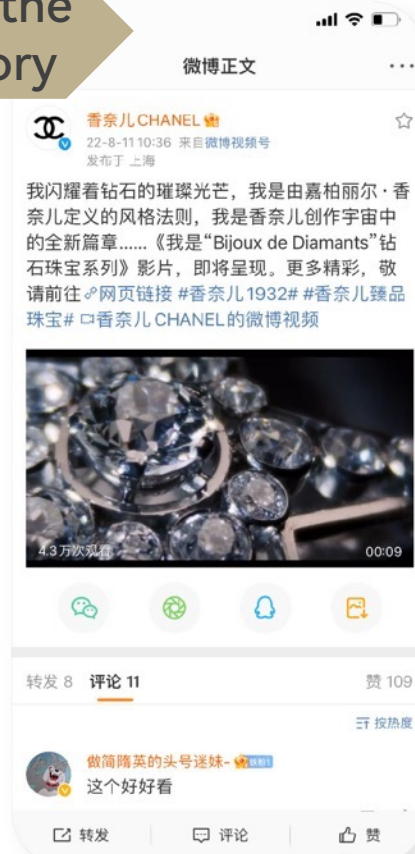 the
ory
微博正文
香奈儿CHANEL
22-8-11 10:36 来自微博视频号
发布于 上海
我闪耀着钻石的璀璨光芒，我是由嘉柏丽尔·香
奈儿定义的风格法则，我是香奈儿创作宇宙中
的全新篇章……《我是“Bijoux de Diamants”钻
石珠宝系列》影片，即将呈现。更多精彩，敬
请前往网页链接 #香奈儿1932# #香奈儿臻品
珠宝# 香奈儿CHANEL的微博视频
4.3万次观看
00:09
转发 8 评论 11 赞 109
按热度
做简隋英的头号迷妹-
这个好好看
转发 评论 赞